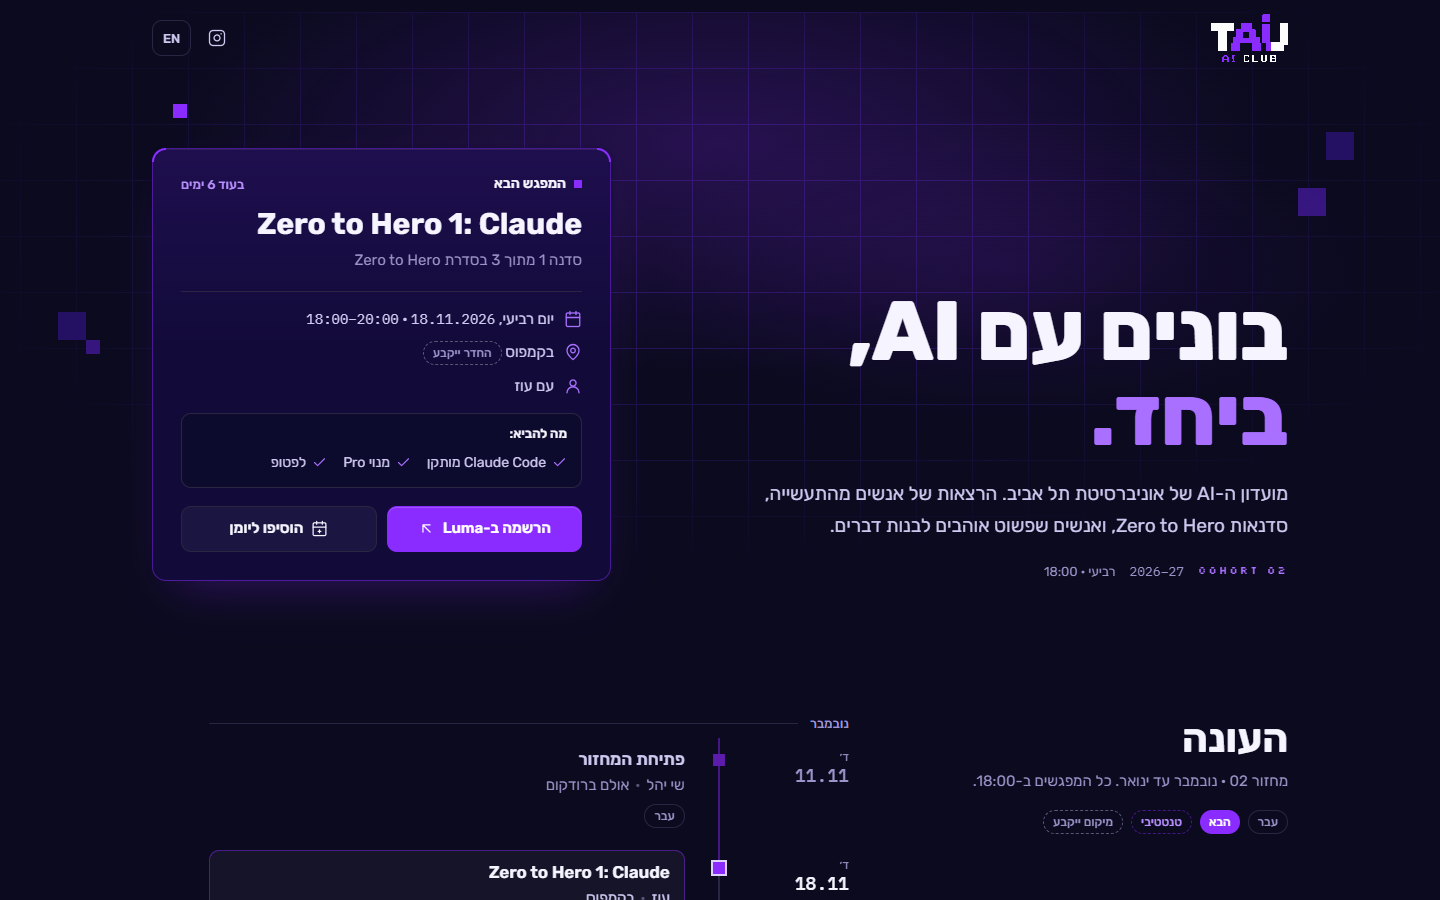 TAU
AI CLUB
EN
בונים עם AI,
ביחד.
מועדון ה-AI של אוניברסיטת תל אביב. הרצאות של אנשים מהתעשייה,
סדנאות Zero to Hero, ואנשים שפשוט אוהבים לבנות דברים.
COHORT 02 2026–27 רביעי • 18:00
המפגש הבא
בעוד 6 ימים
Zero to Hero 1: Claude
סדנה 1 מתוך 3 בסדרת Zero to Hero
יום רביעי, 18.11.2026 • 18:00–20:00
בקמפוס החדר ייקבע
עם עוז
מה להביא:
Claude Code מותקן מנוי Pro לפטופ
הרשמה ב-Luma
הוסיפו ליומן
העונה
מחזור 02 • נובמבר עד ינואר. כל המפגשים ב-18:00.
עבר הבא טנטטיבי מיקום ייקבע
נובמבר
ד׳
11.11
פתיחת המחזור
שי יהל • אולם ברודקום
עבר
ד׳
18.11
Zero to Hero 1: Claude
עוז • בקמפוס